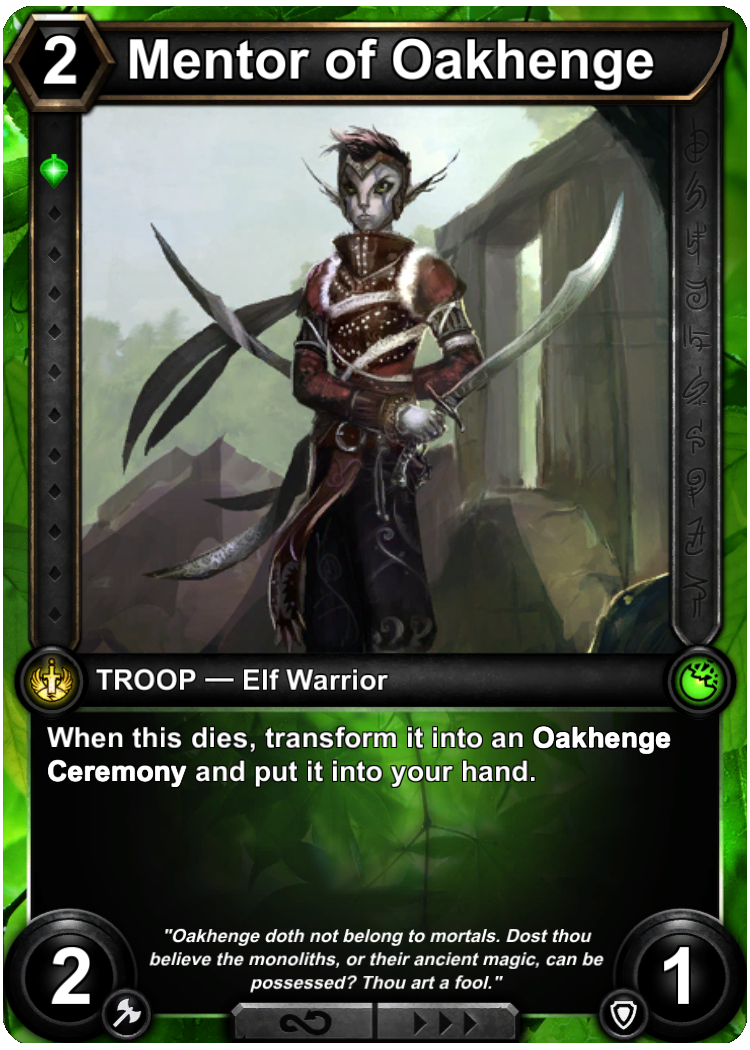 2
Mentor of Oakhenge
TROOP — Elf Warrior
When this dies, transform it into an Oakhenge
Ceremony and put it into your hand.
"Oakhenge doth not belong to mortals. Dost thou
believe the monoliths, or their ancient magic, can be
possessed? Thou art a fool."
2
1